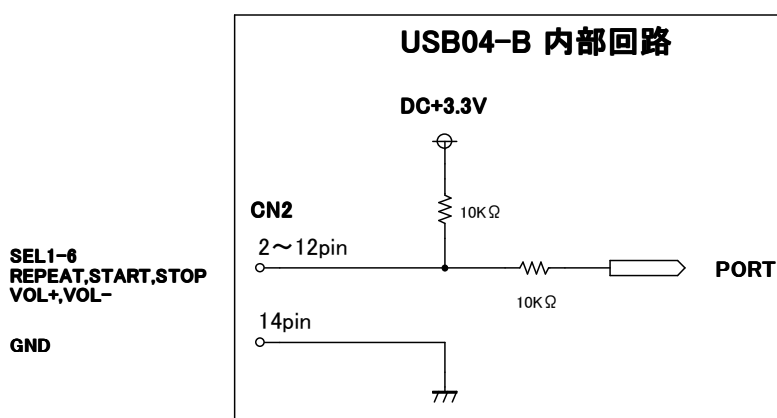 USB04-B 内部回路
DC+3.3V
10KΩ
CN2
2～12pin
SEL1-6
REPEAT,START,STOP
VOL+,VOL-
PORT
10KΩ
14pin
GND